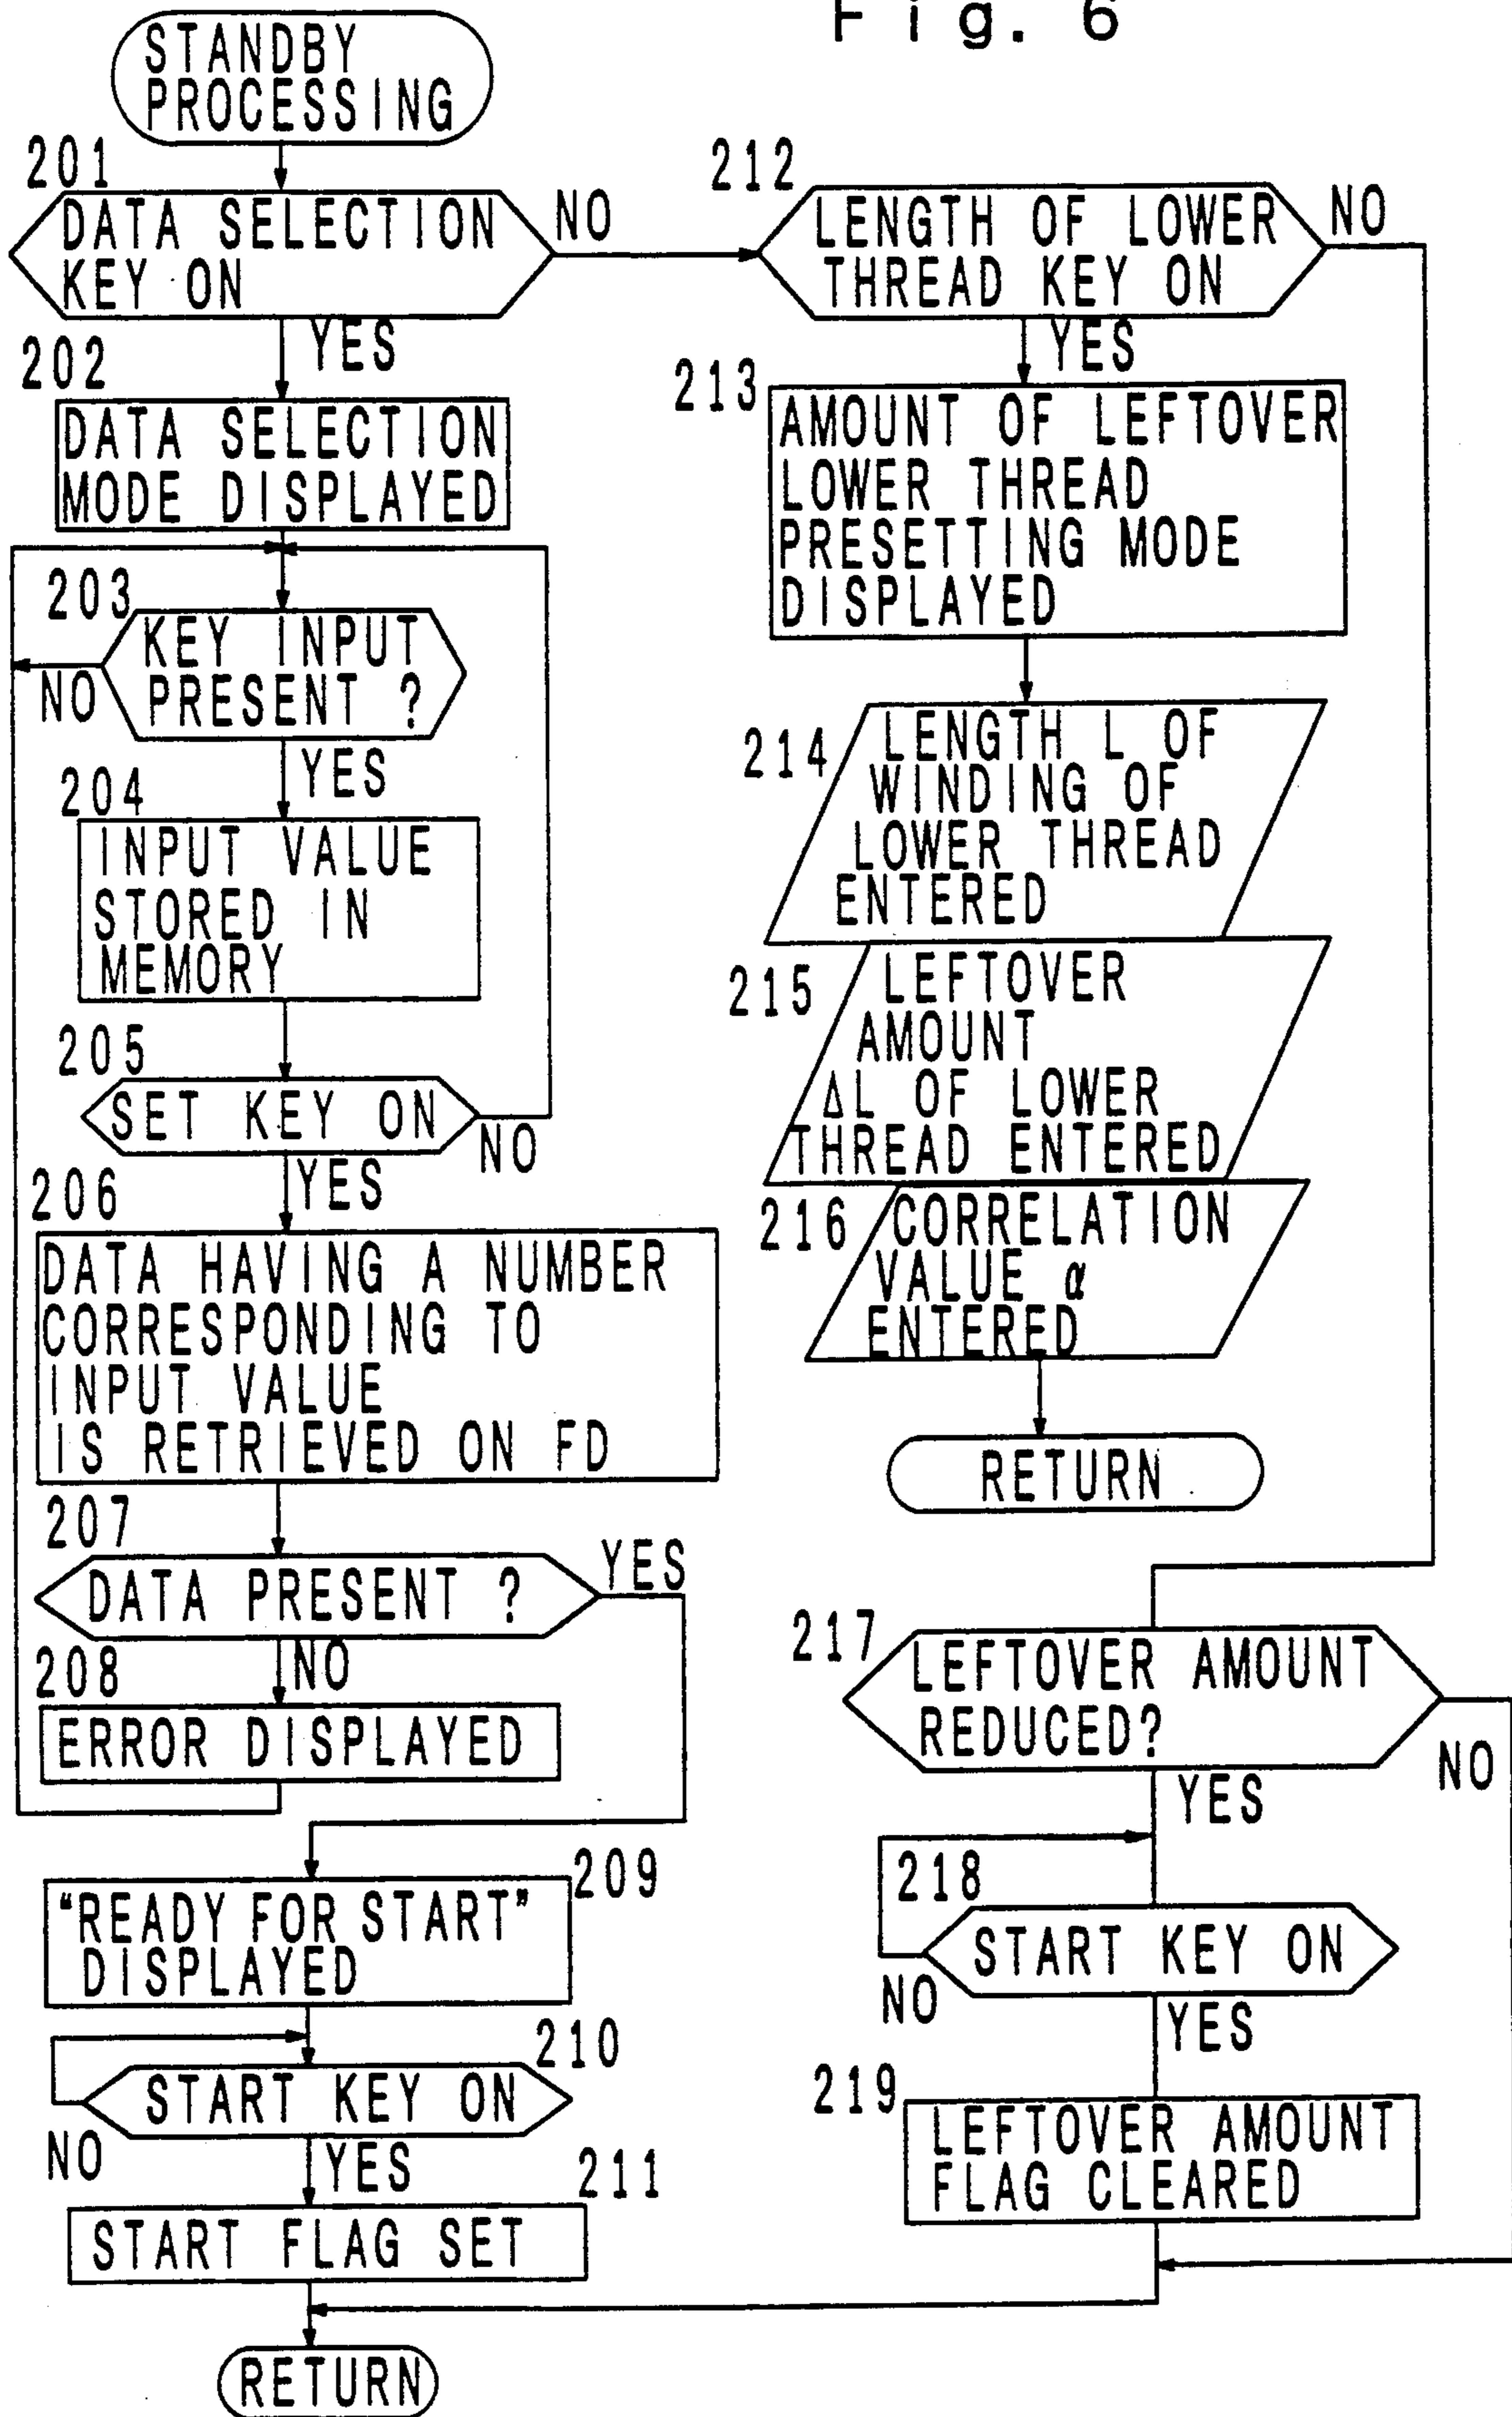 Fig. 6
STANDBY
PROCESSING
201
DATA SELECTION
KEY ON
NO
YES
202
DATA SELECTION
MODE DISPLAYED
203
KEY INPUT
PRESENT ?
NO
YES
204
INPUT VALUE
STORED IN
MEMORY
205
SET KEY ON
NO
YES
206
DATA HAVING A NUMBER
CORRESPONDING TO
INPUT VALUE
IS RETRIEVED ON FD
207
DATA PRESENT ?
YES
NO
208
ERROR DISPLAYED
209
"READY FOR START"
DISPLAYED
210
START KEY ON
NO
YES
211
START FLAG SET
RETURN
212
LENGTH OF LOWER
THREAD KEY ON
NO
YES
213
AMOUNT OF LEFTOVER
LOWER THREAD
PRESETTING MODE
DISPLAYED
214
LENGTH L OF
WINDING OF
LOWER THREAD
ENTERED
215
LEFTOVER
AMOUNT
ΔL OF LOWER
THREAD ENTERED
216
CORRELATION
VALUE α
ENTERED
RETURN
217
LEFTOVER AMOUNT
REDUCED?
NO
YES
218
START KEY ON
NO
YES
219
LEFTOVER AMOUNT
FLAG CLEARED